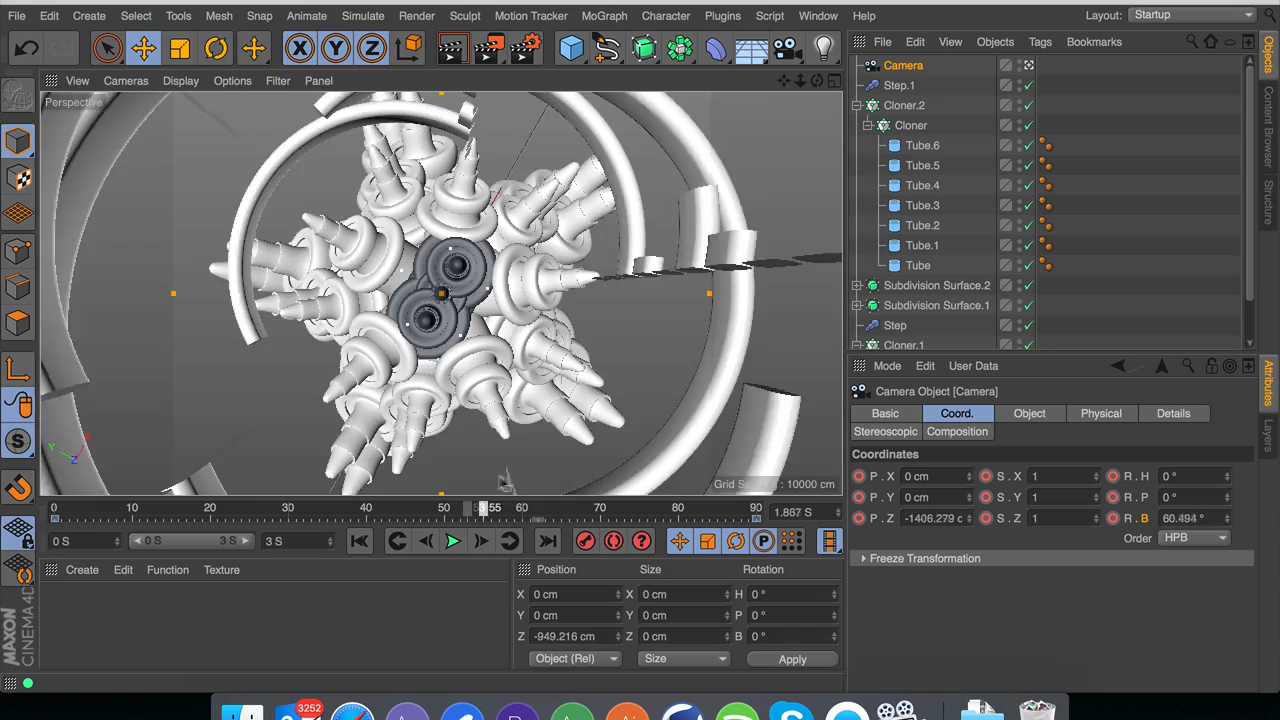 File Edit Create Select Tools Mesh Snap Animate Simulate Render Sculpt Motion Tracker MoGraph Character Plugins Script Window Help Layout: Startup
X Y Z
File Edit View Objects Tags Bookmarks
View Cameras Display Options Filter Panel
Perspective
Camera
Step.1
Cloner.2
Cloner
Tube.6
Tube.5
Tube.4
Tube.3
Tube.2
Tube.1
Tube
Subdivision Surface.2
Subdivision Surface.1
Step
Cloner.1
Objects
Content Browser
Structure
Y X Z
Grid Spacing : 10000 cm
Mode Edit User Data
Camera Object [Camera]
Basic Coord. Object Physical Details
Stereoscopic Composition
Coordinates
P . X 0 cm S . X 1 R . H 0 °
P . Y 0 cm S . Y 1 R . P 0 °
P . Z -1406.279 c S . Z 1 R . B 60.494 °
Order HPB
Freeze Transformation
Attributes
Layers
0 10 20 30 40 55 60 70 80 90 1.887 S
0 S 0 S 3 S 3 S
P
Create Edit Function Texture
Position Size Rotation
X 0 cm X 0 cm H 0 °
Y 0 cm Y 0 cm P 0 °
Z -949.216 cm Z 0 cm B 0 °
Object (Rel) Size Apply
MAXON
CINEMA 4D
3252